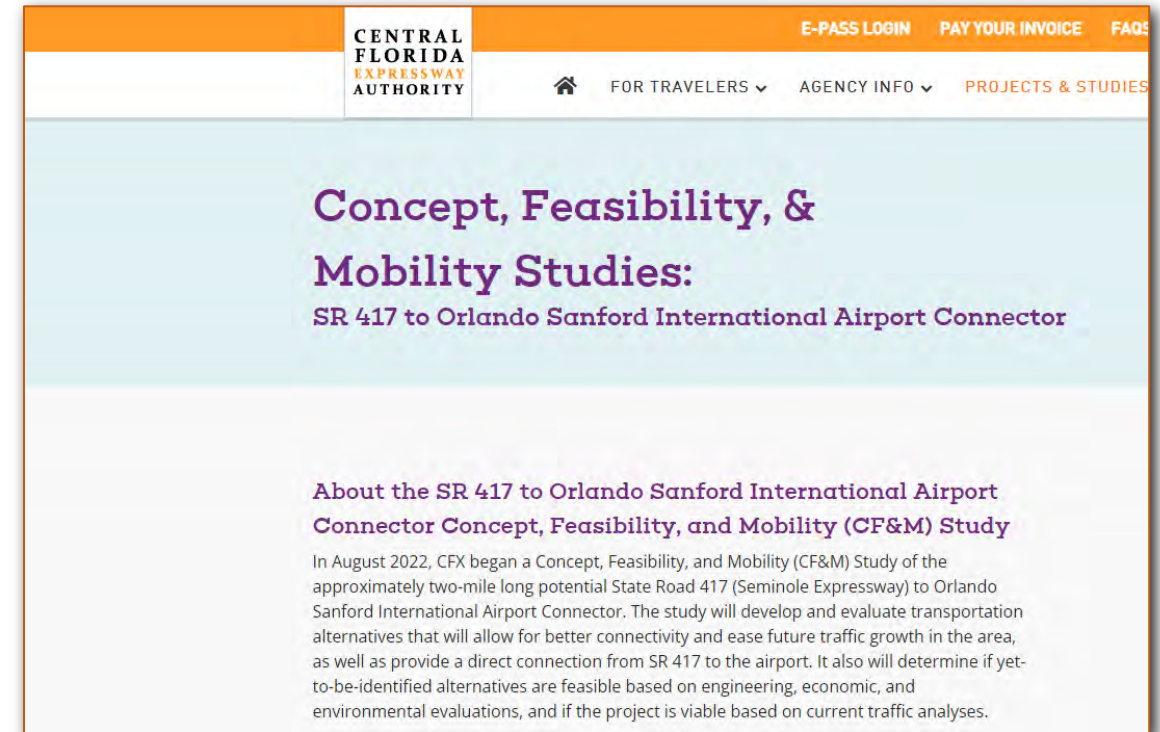 CENTRAL
FLORIDA
EXPRESSWAY
AUTHORITY
E-PASS LOGIN PAY YOUR INVOICE FAQS
FOR TRAVELERS AGENCY INFO PROJECTS & STUDIES
Concept, Feasibility, &
Mobility Studies:
SR 417 to Orlando Sanford International Airport Connector
About the SR 417 to Orlando Sanford International Airport
Connector Concept, Feasibility, and Mobility (CF&M) Study
In August 2022, CFX began a Concept, Feasibility, and Mobility (CF&M) Study of the
approximately two-mile long potential State Road 417 (Seminole Expressway) to Orlando
Sanford International Airport Connector. The study will develop and evaluate transportation
alternatives that will allow for better connectivity and ease future traffic growth in the area,
as well as provide a direct connection from SR 417 to the airport. It also will determine if yet-
to-be-identified alternatives are feasible based on engineering, economic, and
environmental evaluations, and if the project is viable based on current traffic analyses.